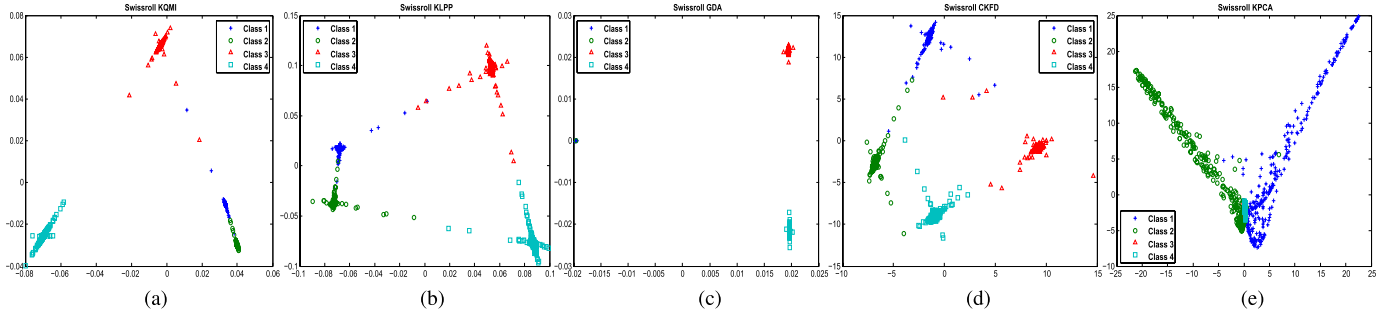 Swissroll KQMI
0.08
0.06
0.04
0.02
0
−0.02
−0.04
−0.08
−0.06
−0.04
−0.02
0
0.02
0.04
0.06
Class 1
Class 2
Class 3
Class 4
(a)
Swissroll KLPP
0.15
0.1
0.05
0
−0.05
−0.1
−0.1
−0.08
−0.06
−0.04
−0.02
0
0.02
0.04
0.06
0.08
0.1
Class 1
Class 2
Class 3
Class 4
(b)
Swissroll GDA
0.03
0.02
0.01
0
−0.01
−0.02
−0.03
−0.02
−0.015
−0.01
−0.005
0
0.005
0.01
0.015
0.02
0.025
Class 1
Class 2
Class 3
Class 4
(c)
Swissroll CKFD
15
10
5
0
−5
−10
−15
−10
−5
0
5
10
15
Class 1
Class 2
Class 3
Class 4
(d)
Swissroll KPCA
25
20
15
10
5
0
−5
−10
−25
−20
−15
−10
−5
0
5
10
15
20
25
Class 1
Class 2
Class 3
Class 4
(e)